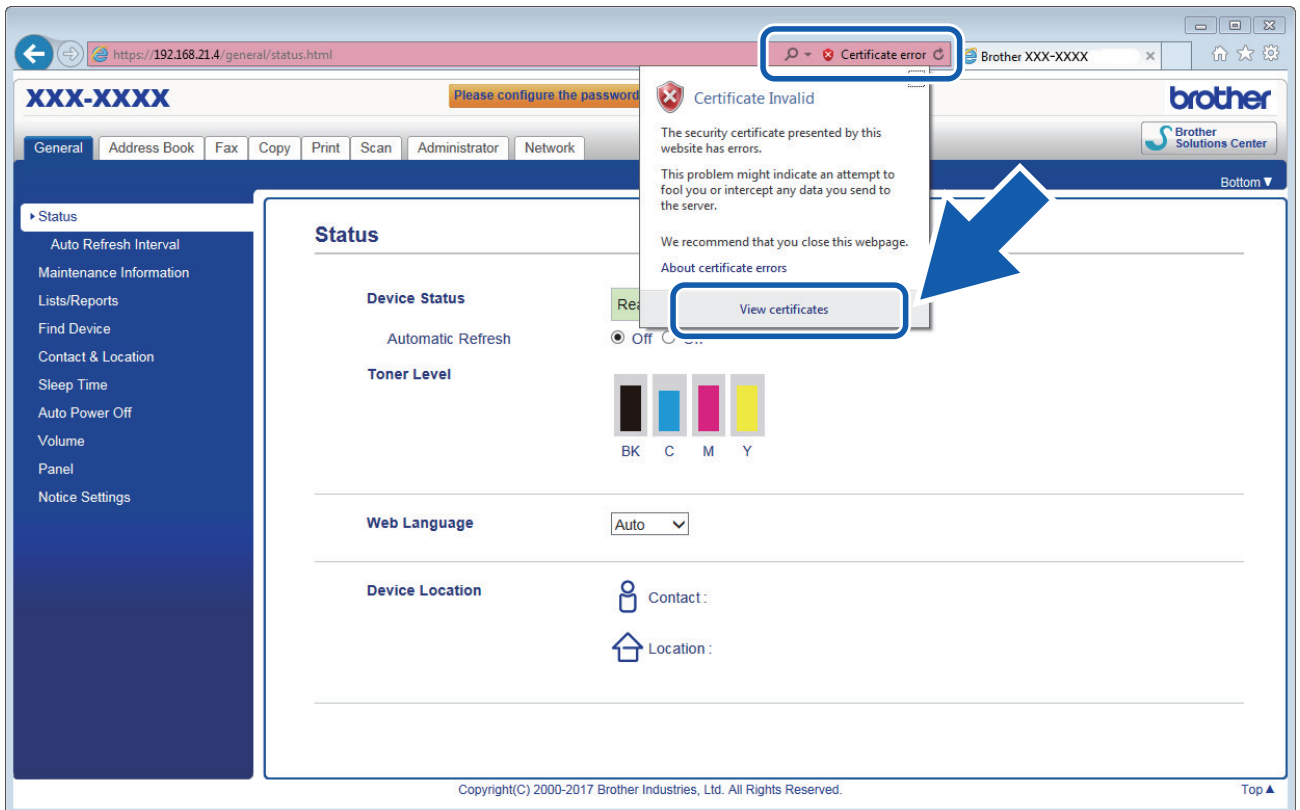 https://192.168.21.4/general/status.html
Certificate error
Brother XXX-XXXX
XXX-XXXX
Please configure the password
brother
General
Address Book
Fax
Copy
Print
Scan
Administrator
Network
Brother
Solutions Center
Bottom▼
Certificate Invalid
The security certificate presented by this
website has errors.
This problem might indicate an attempt to
fool you or intercept any data you send to
the server.
We recommend that you close this webpage.
About certificate errors
View certificates
Status
Auto Refresh Interval
Maintenance Information
Lists/Reports
Find Device
Contact & Location
Sleep Time
Auto Power Off
Volume
Panel
Notice Settings
Status
Device Status
Automatic Refresh
Off
Toner Level
BK C M Y
Web Language
Auto
Device Location
Contact :
Location :
Copyright(C) 2000-2017 Brother Industries, Ltd. All Rights Reserved.
Top▲